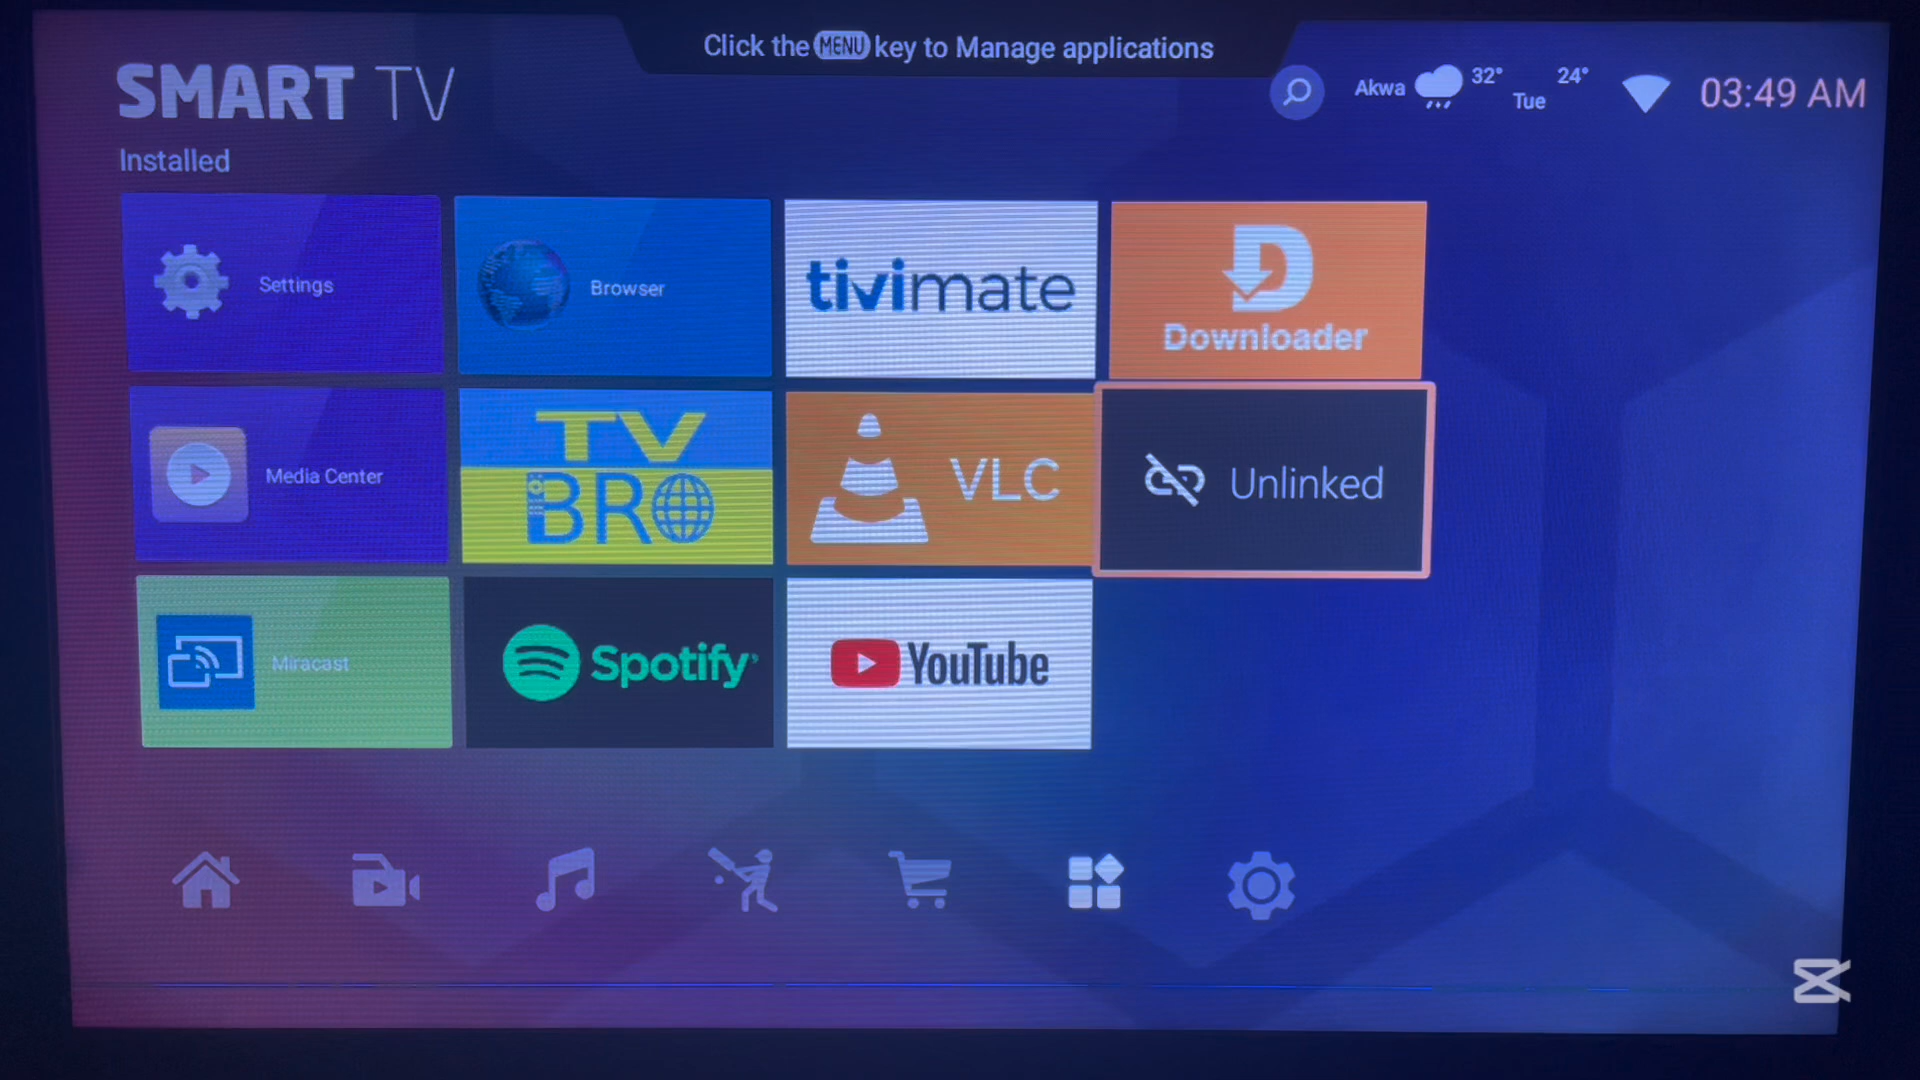 Click the MENU key to Manage applications
SMART TV
Akwa 32° Tue 24° 03:49 AM
Installed
Settings
Browser
tivimate
D
Downloader
Media Center
TV
BRO
VLC
Unlinked
Miracast
Spotify
YouTube